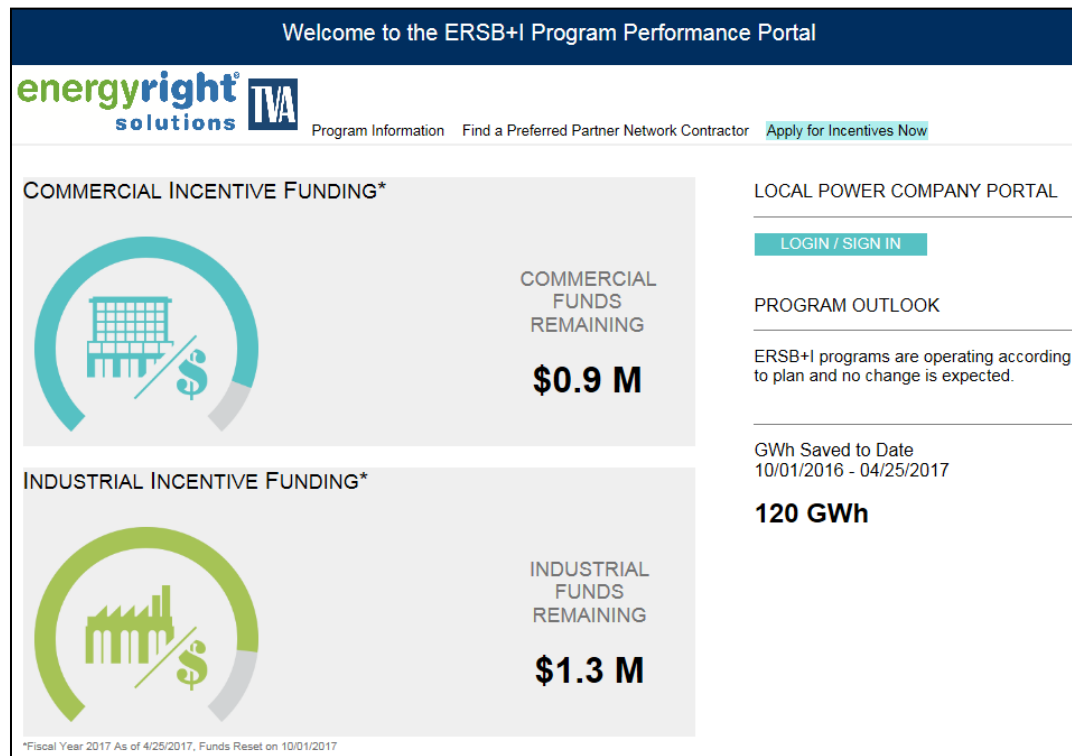 Welcome to the ERSB+I Program Performance Portal
energyright®
solutions
TVA
Program Information Find a Preferred Partner Network Contractor Apply for Incentives Now
COMMERCIAL INCENTIVE FUNDING*
$
COMMERCIAL
FUNDS
REMAINING
$0.9 M
INDUSTRIAL INCENTIVE FUNDING*
$
INDUSTRIAL
FUNDS
REMAINING
$1.3 M
*Fiscal Year 2017 As of 4/25/2017, Funds Reset on 10/01/2017
LOCAL POWER COMPANY PORTAL
LOGIN / SIGN IN
PROGRAM OUTLOOK
ERSB+I programs are operating according
to plan and no change is expected.
GWh Saved to Date
10/01/2016 - 04/25/2017
120 GWh